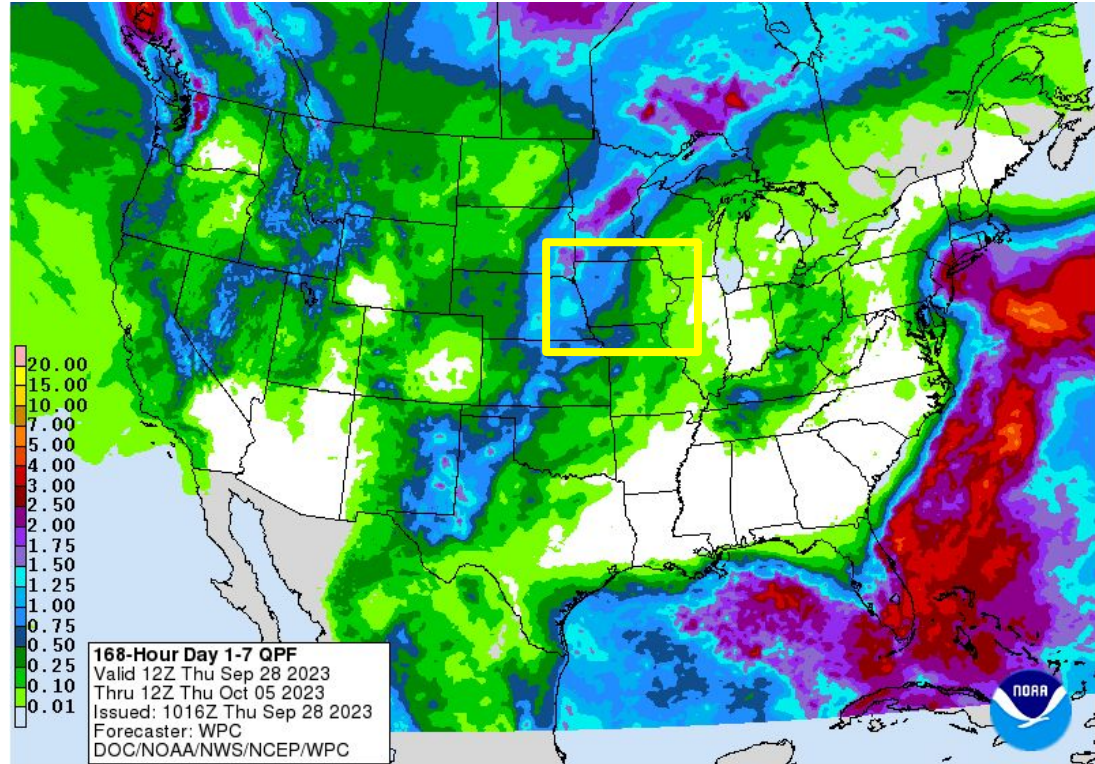 20.00
15.00
10.00
7.00
5.00
4.00
3.00
2.50
2.00
1.75
1.50
1.25
1.00
0.75
0.50
0.25
0.10
0.01
168-Hour Day 1-7 QPF
Valid 12Z Thu Sep 28 2023
Thru 12Z Thu Oct 05 2023
Issued: 1016Z Thu Sep 28 2023
Forecaster: WPC
DOC/NOAA/NWS/NCEP/WPC
NOAA